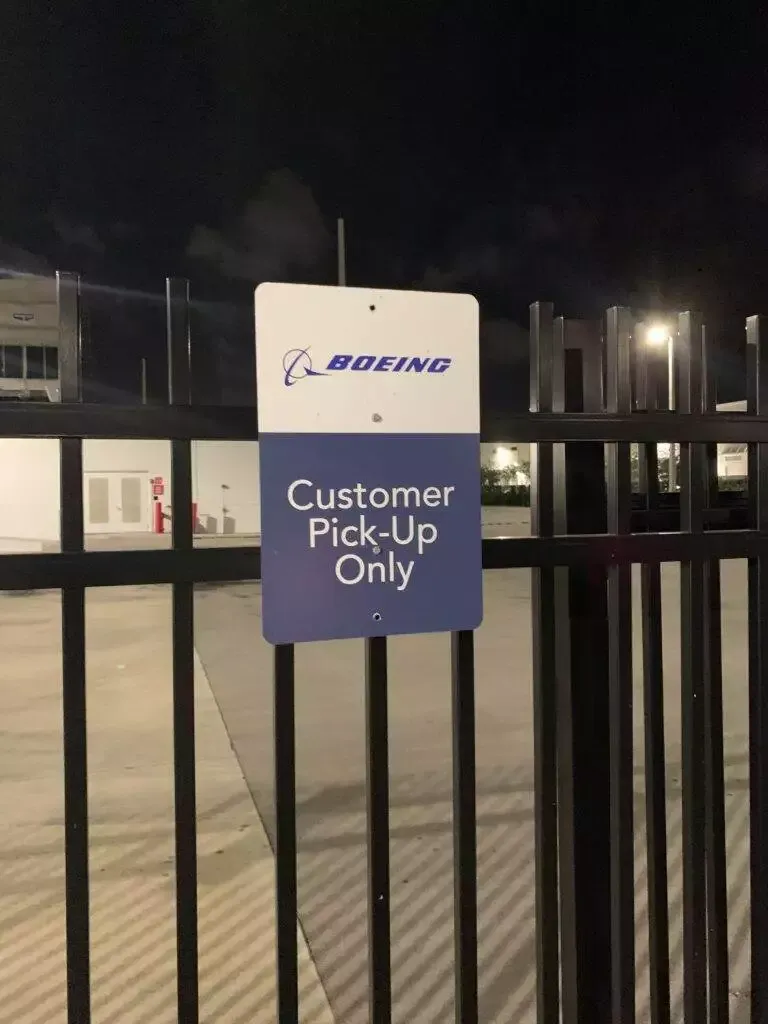 BOEING
Customer
Pick-Up
Only